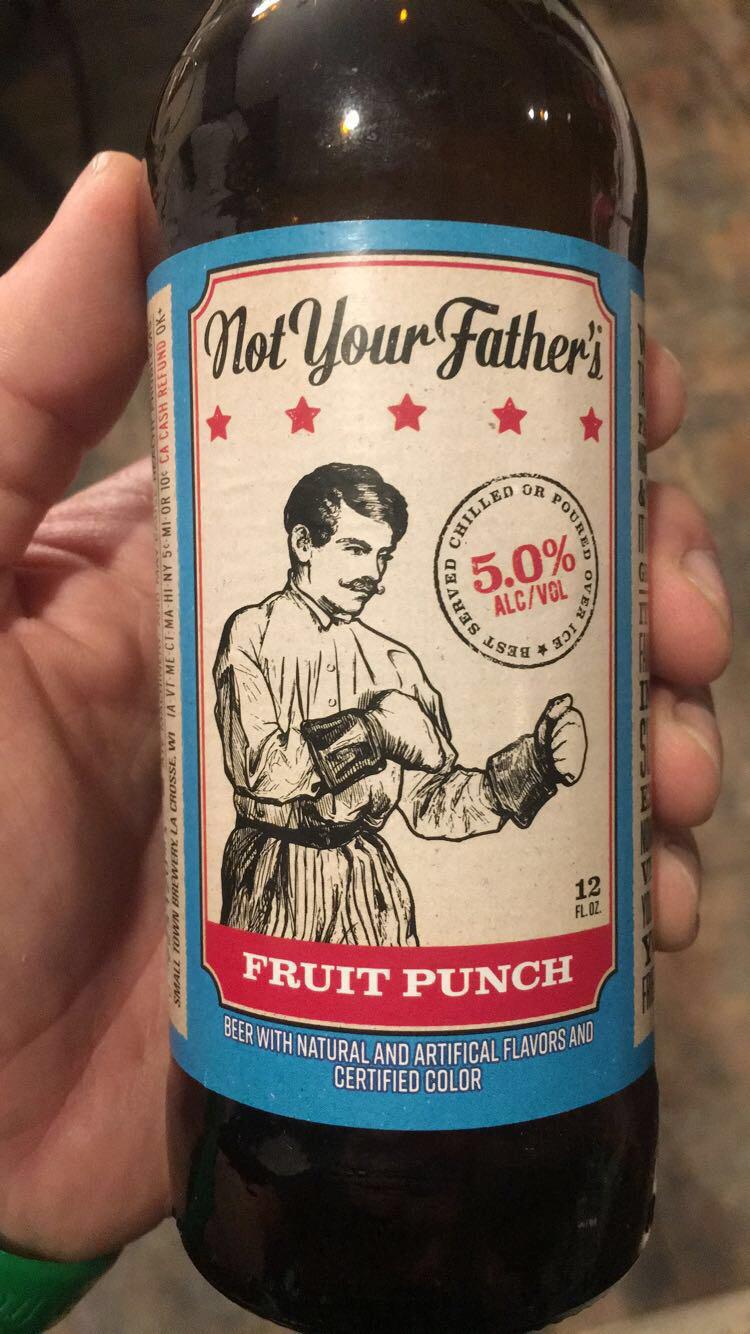 Not Your Father's
BEST SERVED CHILLED OR POURED OVER ICE
5.0%
ALC/VOL
12
FL.OZ.
FRUIT PUNCH
BEER WITH NATURAL AND ARTIFICAL FLAVORS AND
CERTIFIED COLOR
SMALL TOWN BREWERY, LA CROSSE, WI IA-VT-ME-CT-MA-HI-NY 5¢ MI-OR 10¢ CA CASH REFUND OK+